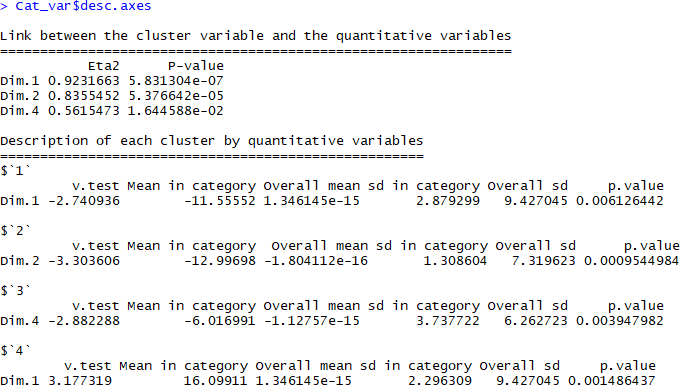 > Cat_var$desc.axes
Link between the cluster variable and the quantitative variables
================================================================
Eta2 P-value
Dim.1 0.9231663 5.831304e-07
Dim.2 0.8355452 5.376642e-05
Dim.4 0.5615473 1.644588e-02
Description of each cluster by quantitative variables
=====================================================
$`1`
v.test Mean in category Overall mean sd in category Overall sd p.value
Dim.1 -2.740936 -11.55552 1.346145e-15 2.879299 9.427045 0.006126442
$`2`
v.test Mean in category Overall mean sd in category Overall sd p.value
Dim.2 -3.303606 -12.99698 -1.804112e-16 1.308604 7.319623 0.0009544984
$`3`
v.test Mean in category Overall mean sd in category Overall sd p.value
Dim.4 -2.882288 -6.016991 -1.12757e-15 3.737722 6.262723 0.003947982
$`4`
v.test Mean in category Overall mean sd in category Overall sd p.value
Dim.1 3.177319 16.09911 1.346145e-15 2.296309 9.427045 0.001486437